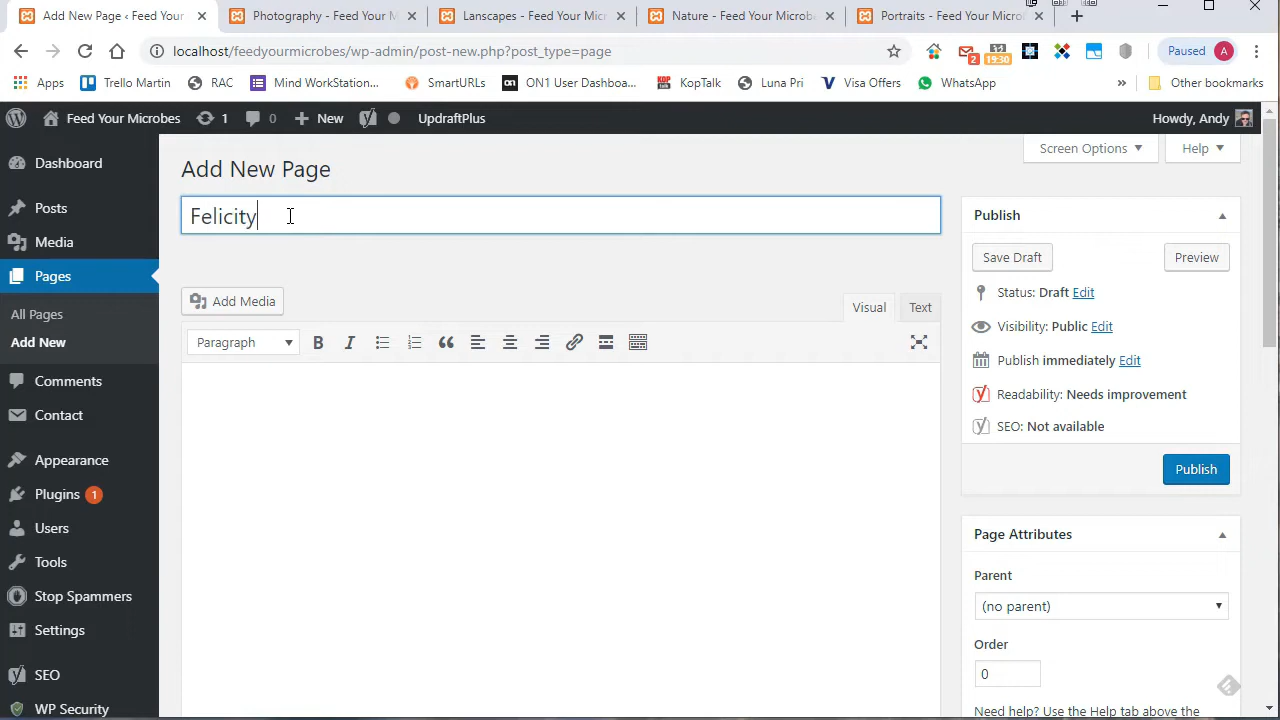 Add New Page ‹ Feed Your
Photography - Feed Your M
Lanscapes - Feed Your Micr
Nature - Feed Your Microbe
Portraits - Feed Your Microb
localhost/feedyourmicrobes/wp-admin/post-new.php?post_type=page
2
19:30
Paused
A
Apps
Trello Martin
RAC
Mind WorkStation...
SmartURLs
on
ON1 User Dashboa...
KOP
KopTalk
Luna Pri
Visa Offers
WhatsApp
»
Other bookmarks
Feed Your Microbes
1
0
New
UpdraftPlus
Howdy, Andy
Dashboard
Posts
Media
Pages
All Pages
Add New
Comments
Contact
Appearance
Plugins 1
Users
Tools
Stop Spammers
Settings
SEO
WP Security
Screen Options
Help
Add New Page
Felicity
Add Media
Visual
Text
Paragraph
B
I
Publish
Save Draft
Preview
Status: Draft Edit
Visibility: Public Edit
Publish immediately Edit
Readability: Needs improvement
SEO: Not available
Publish
Page Attributes
Parent
(no parent)
Order
0
Need help? Use the Help tab above the